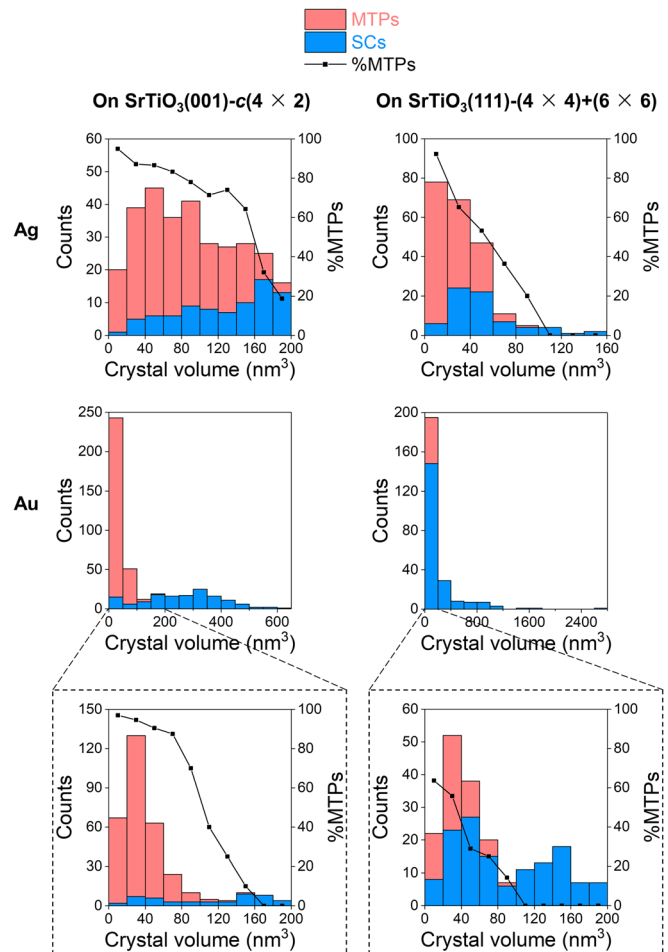 MTPs
SCs
%MTPs
On SrTiO3(001)-c(4 × 2)
On SrTiO3(111)-(4 × 4)+(6 × 6)
Ag
60
50
40
30
20
10
0
Counts
100
80
60
40
20
0
%MTPs
0 40 80 120 160 200
Crystal volume (nm3)
100
80
60
40
20
0
Counts
100
80
60
40
20
0
%MTPs
0 40 80 120 160
Crystal volume (nm3)
Au
250
200
150
100
50
0
Counts
0 200 400 600
Crystal volume (nm3)
200
160
120
80
40
0
Counts
0 800 1600 2400
Crystal volume (nm3)
150
120
90
60
30
0
Counts
100
80
60
40
20
0
%MTPs
0 40 80 120 160 200
Crystal volume (nm3)
60
50
40
30
20
10
0
Counts
100
80
60
40
20
0
%MTPs
0 40 80 120 160 200
Crystal volume (nm3)